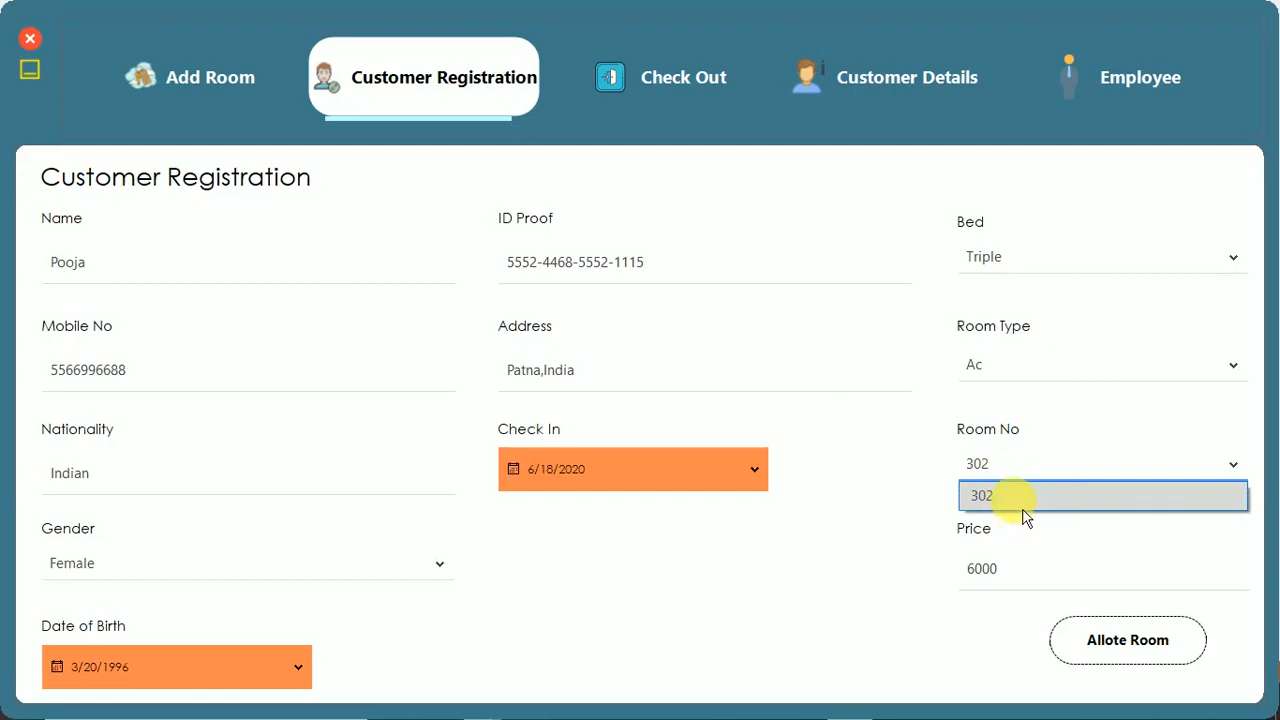 Add Room
Customer Registration
Check Out
Customer Details
Employee
Customer Registration
Name
Pooja
Mobile No
5566996688
Nationality
Indian
Gender
Female
Date of Birth
3/20/1996
ID Proof
5552-4468-5552-1115
Address
Patna,India
Check In
6/18/2020
Bed
Triple
Room Type
Ac
Room No
302
302
Price
6000
Allote Room